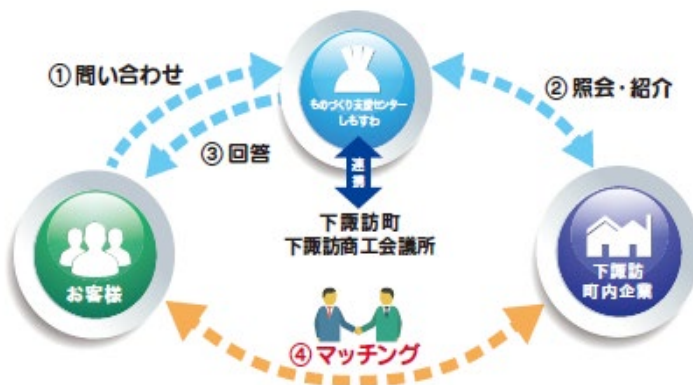 ①問い合わせ
ものづくり支援センター
しもすわ
②照会・紹介
③回答
連携
下諏訪町
下諏訪商工会議所
お客様
下諏訪
町内企業
④マッチング